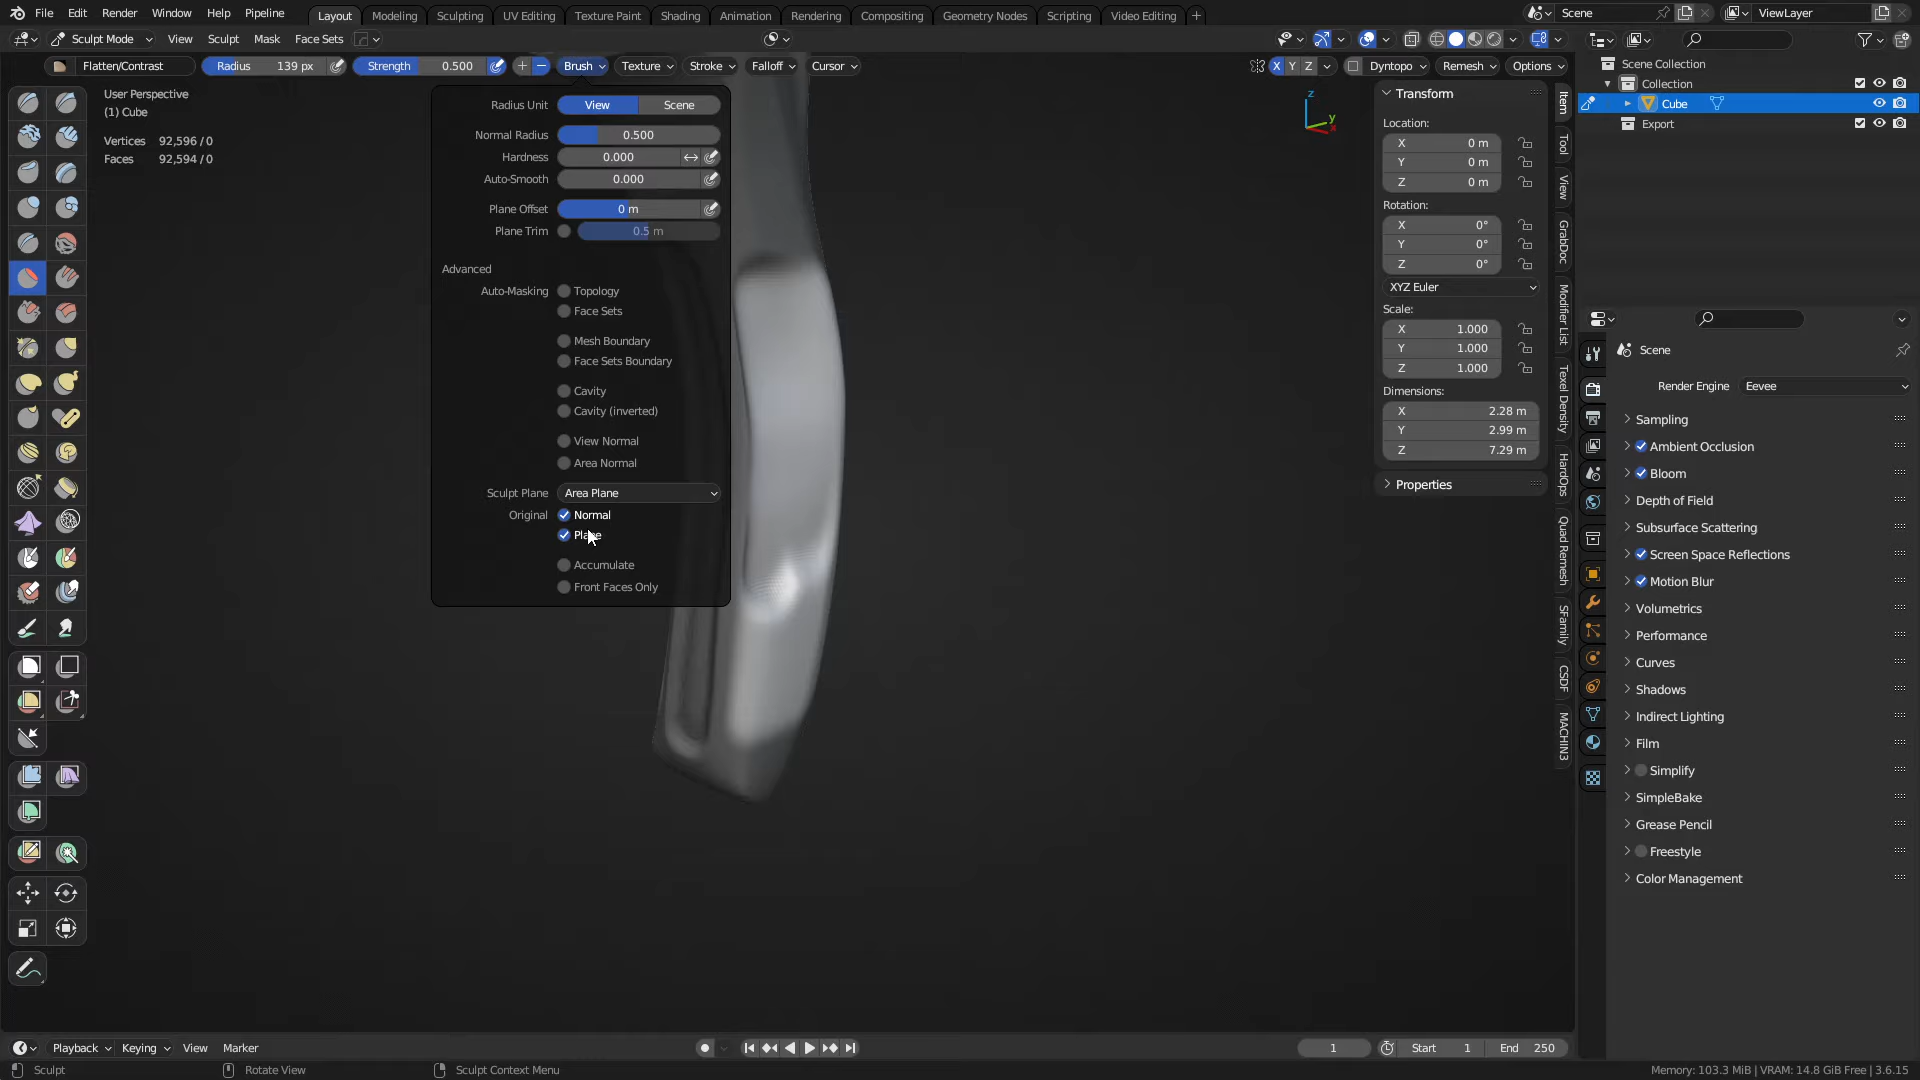 File Edit Render Window Help Pipeline Layout Modeling Sculpting UV Editing Texture Paint Shading Animation Rendering Compositing Geometry Nodes Scripting Video Editing + Scene ViewLayer
Sculpt Mode View Sculpt Mask Face Sets
Flatten/Contrast Radius 139 px Strength 0.500 Brush Texture Stroke Falloff Cursor X Y Z Dyntopo Remesh Options
User Perspective
(1) Cube
Vertices 92,596 / 0
Faces 92,594 / 0
Radius Unit View Scene
Normal Radius 0.500
Hardness 0.000
Auto-Smooth 0.000
Plane Offset 0 m
Plane Trim 0.5 m
Advanced
Auto-Masking Topology
Face Sets
Mesh Boundary
Face Sets Boundary
Cavity
Cavity (inverted)
View Normal
Area Normal
Sculpt Plane Area Plane
Original Normal
Plane
Accumulate
Front Faces Only
Z
Y
X
Transform
Location:
X 0 m
Y 0 m
Z 0 m
Rotation:
X 0°
Y 0°
Z 0°
XYZ Euler
Scale:
X 1.000
Y 1.000
Z 1.000
Dimensions:
X 2.28 m
Y 2.99 m
Z 7.29 m
Properties
Item
Tool
View
GrabDoc
Modifier List
Texel Density
HardOps
Quad Remesh
SFamily
CSDF
MACHIN3
Scene Collection
Collection
Cube
Export
Scene
Render Engine Eevee
Sampling
Ambient Occlusion
Bloom
Depth of Field
Subsurface Scattering
Screen Space Reflections
Motion Blur
Volumetrics
Performance
Curves
Shadows
Indirect Lighting
Film
Simplify
SimpleBake
Grease Pencil
Freestyle
Color Management
Playback Keying View Marker 1 Start 1 End 250
Sculpt Rotate View Sculpt Context Menu Memory: 103.3 MiB | VRAM: 14.8 GiB Free | 3.6.15